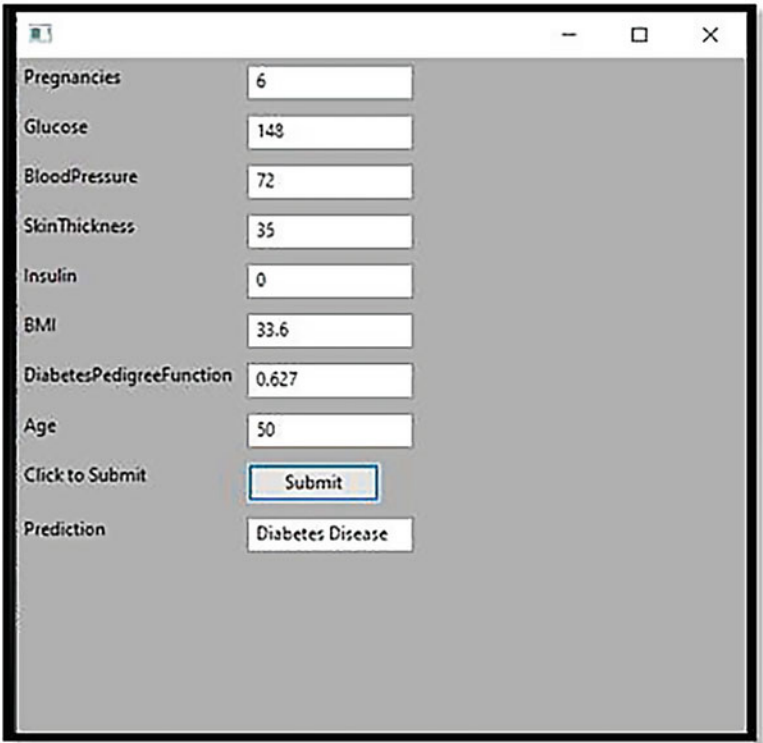 Pregnancies 6
Glucose 148
BloodPressure 72
SkinThickness 35
Insulin 0
BMI 33.6
DiabetesPedigreeFunction 0.627
Age 50
Click to Submit Submit
Prediction Diabetes Disease